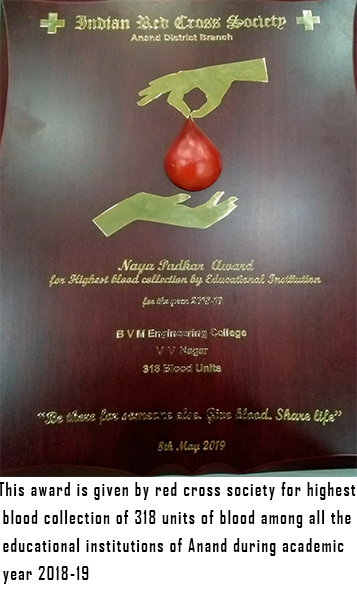 Indian Red Cross Society
Anand District Branch
Naya Padkar Award
for Highest blood collection by Educational Institution
for the year 2018-19
B V M Engineering College
V V Nagar
318 Blood Units
"Be there for someone else. Give blood. Share life"
8th May 2019
This award is given by red cross society for highest
blood collection of 318 units of blood among all the
educational institutions of Anand during academic
year 2018-19